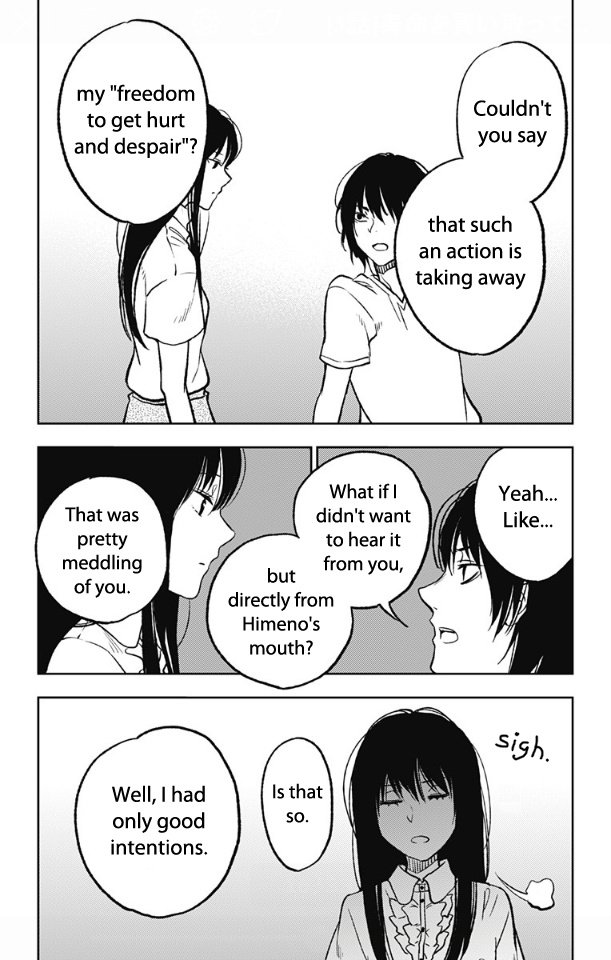 Couldn't
you say
that such
an action is
taking away
my "freedom
to get hurt
and despair"?
Yeah...
Like...
What if I
didn't want
to hear it
from you,
but
directly from
Himeno's
mouth?
That was
pretty
meddling
of you.
sigh.
Is that
so.
Well, I had
only good
intentions.